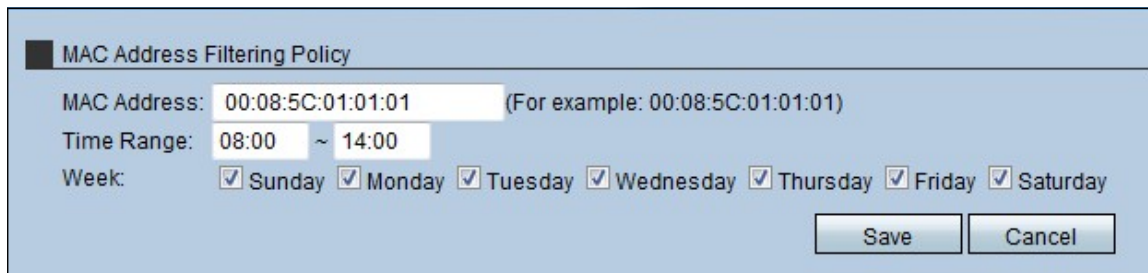 MAC Address Filtering Policy
MAC Address: 00:08:5C:01:01:01 (For example: 00:08:5C:01:01:01)
Time Range: 08:00 ~ 14:00
Week: Sunday Monday Tuesday Wednesday Thursday Friday Saturday
Save Cancel